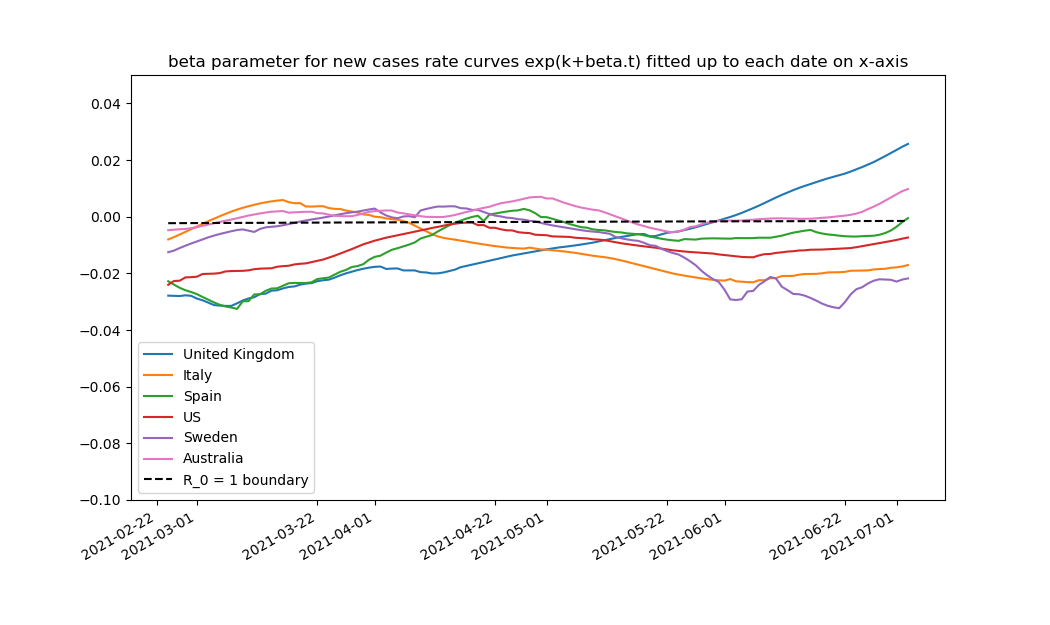 beta parameter for new cases rate curves exp(k+beta.t) fitted up to each date on x-axis
0.04
0.02
0.00
−0.02
−0.04
−0.06
−0.08
−0.10
United Kingdom
Italy
Spain
US
Sweden
Australia
R_0 = 1 boundary
2021-02-22
2021-03-01
2021-03-22
2021-04-01
2021-04-22
2021-05-01
2021-05-22
2021-06-01
2021-06-22
2021-07-01